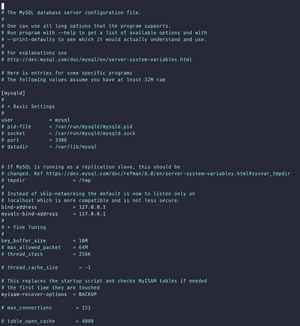 # The MySQL database server configuration file.
#
# One can use all long options that the program supports.
# Run program with --help to get a list of available options and with
# --print-defaults to see which it would actually understand and use.
#
# For explanations see
# http://dev.mysql.com/doc/mysql/en/server-system-variables.html

# Here is entries for some specific programs
# The following values assume you have at least 32M ram

[mysqld]
#
# * Basic Settings
#
user = mysql
# pid-file = /var/run/mysqld/mysqld.pid
# socket = /var/run/mysqld/mysqld.sock
# port = 3306
# datadir = /var/lib/mysql

# If MySQL is running as a replication slave, this should be
# changed. Ref https://dev.mysql.com/doc/refman/8.0/en/server-system-variables.html#sysvar_tmpdir
# tmpdir = /tmp
#
# Instead of skip-networking the default is now to listen only on
# localhost which is more compatible and is not less secure.
bind-address = 127.0.0.1
mysqlx-bind-address = 127.0.0.1
#
# * Fine Tuning
#
key_buffer_size = 16M
# max_allowed_packet = 64M
# thread_stack = 256K

# thread_cache_size = -1

# This replaces the startup script and checks MyISAM tables if needed
# the first time they are touched
myisam-recover-options = BACKUP

# max_connections = 151

# table_open_cache = 4000